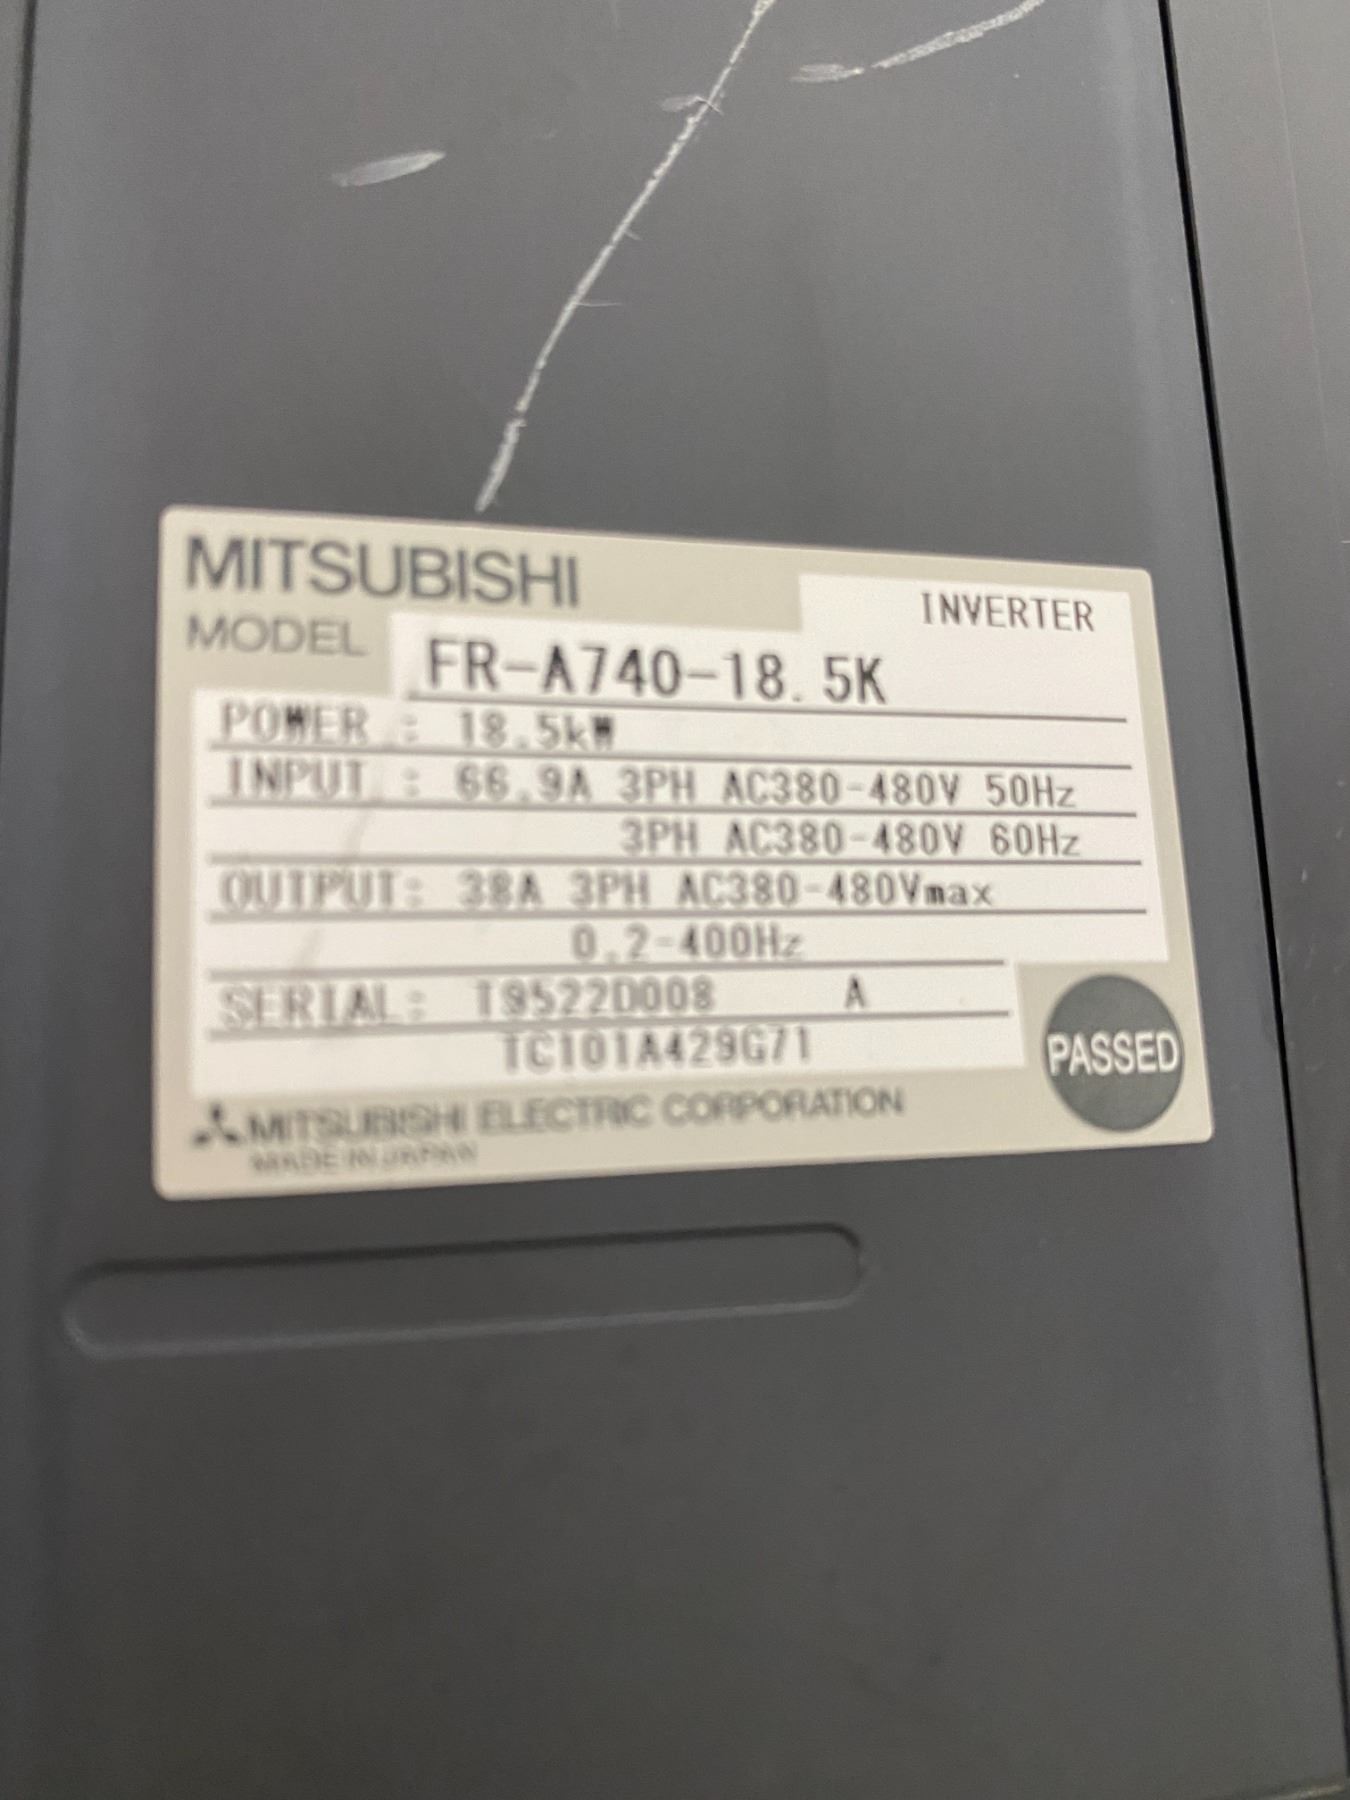 MITSUBISHI
INVERTER
MODEL FR-A740-18.5K
POWER : 18.5kW
INPUT : 66.9A 3PH AC380-480V 50Hz
3PH AC380-480V 60Hz
OUTPUT: 38A 3PH AC380-480Vmax
0.2-400Hz
SERIAL: T9522D008 A
TC101A429G71
PASSED
MITSUBISHI ELECTRIC CORPORATION
MADE IN JAPAN